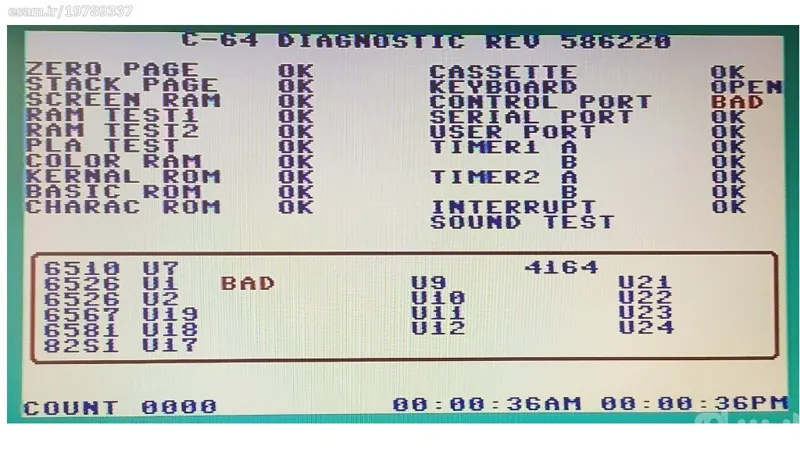 esam.ir/19789337
C-64 DIAGNOSTIC REV 586220
ZERO PAGE OK CASSETTE OK
STACK PAGE OK KEYBOARD OPEN
SCREEN RAM OK CONTROL PORT BAD
RAM TEST1 OK SERIAL PORT OK
RAM TEST2 OK USER PORT OK
PLA TEST OK TIMER1 A OK
COLOR RAM OK B OK
KERNAL ROM OK TIMER2 A OK
BASIC ROM OK B OK
CHARAC ROM OK INTERRUPT OK
SOUND TEST
6510 U7 4164
6526 U1 BAD U9 U21
6526 U2 U10 U22
6567 U19 U11 U23
6581 U18 U12 U24
82S1 U17
COUNT 0000 00:00:36AM 00:00:36PM